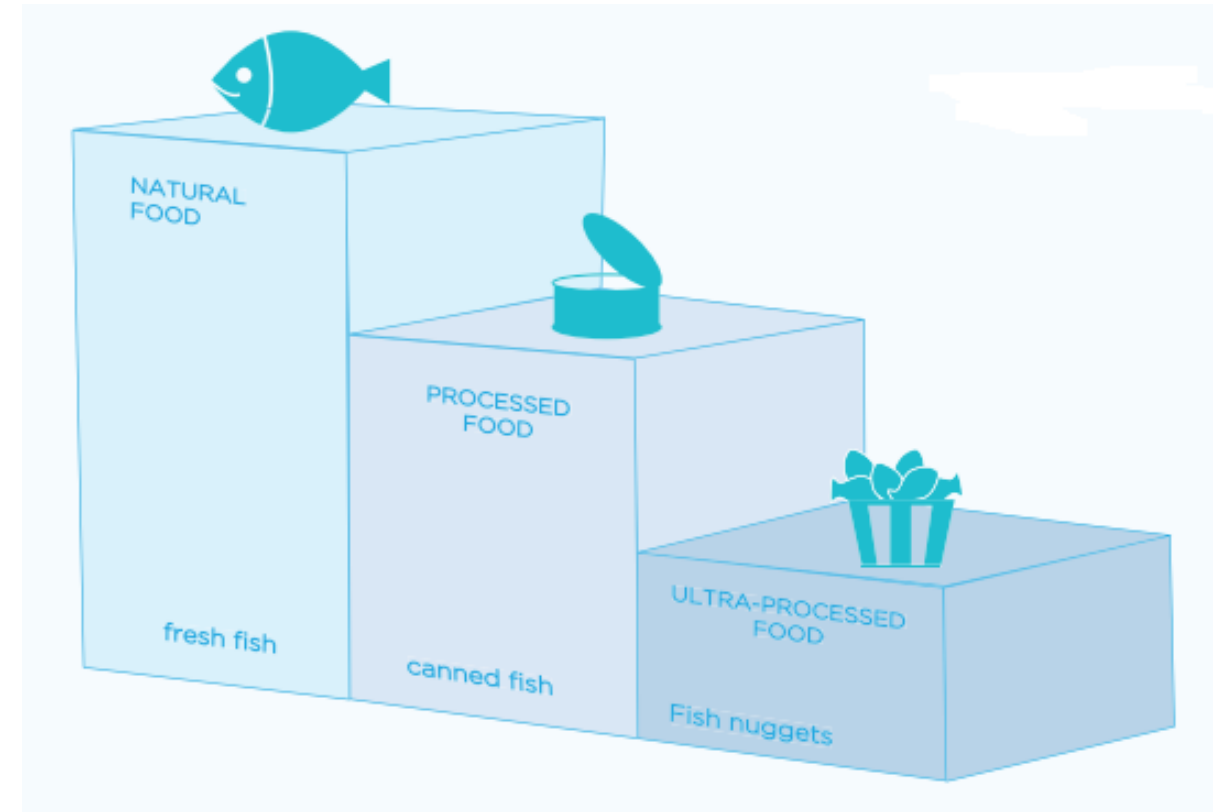 NATURAL
FOOD
fresh fish
PROCESSED
FOOD
canned fish
ULTRA-PROCESSED
FOOD
Fish nuggets